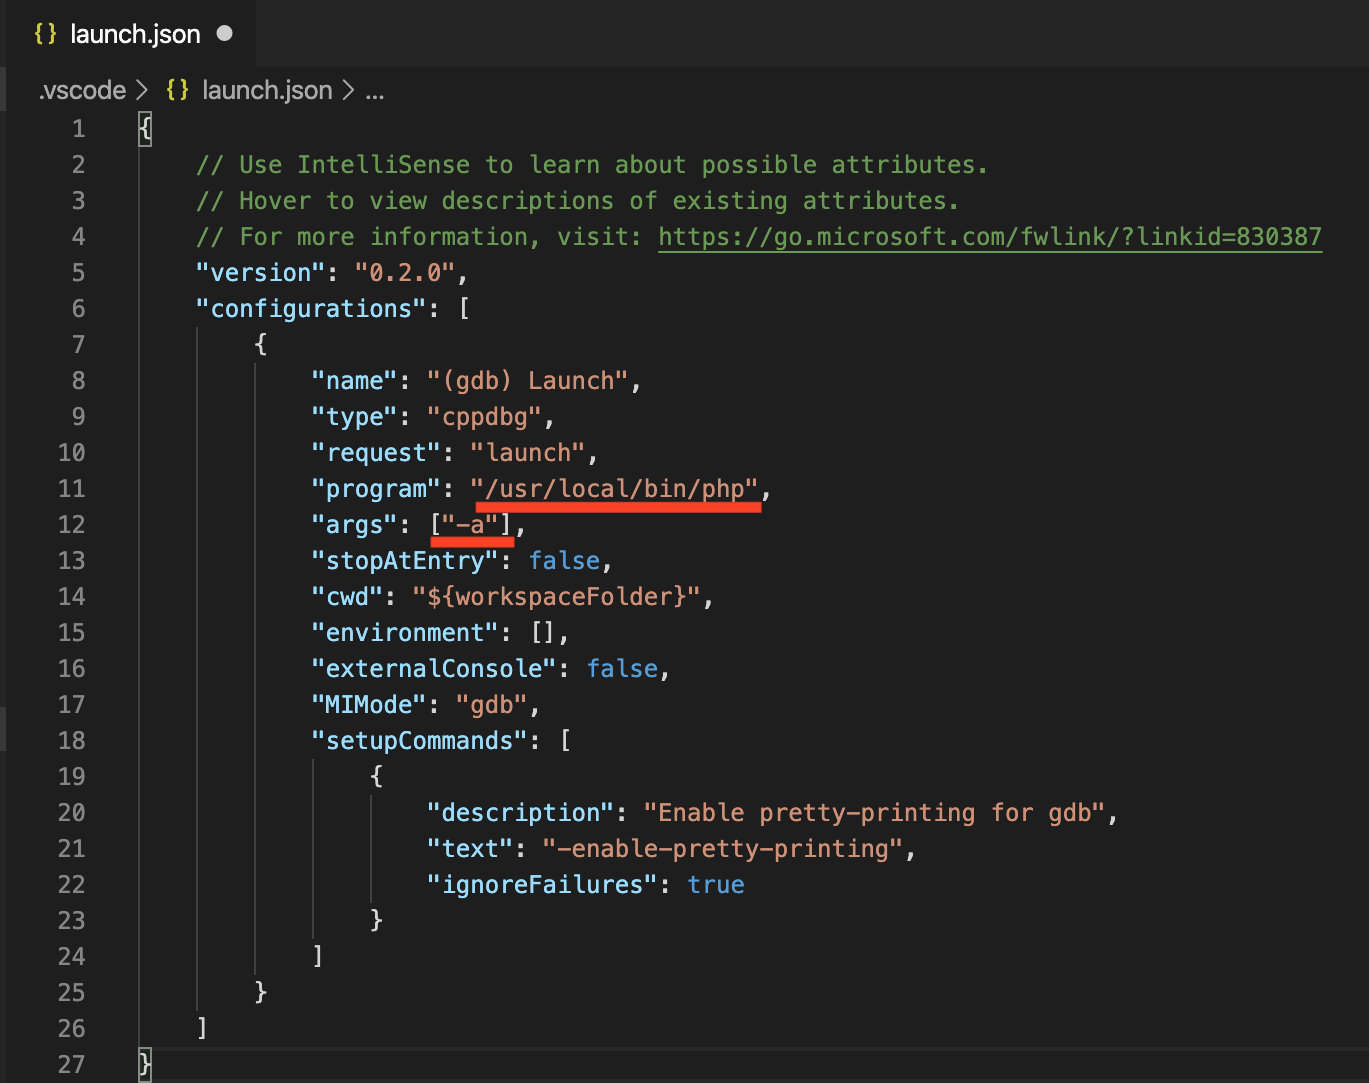 {} launch.json ●
.vscode > {} launch.json > ...
1 {
2 // Use IntelliSense to learn about possible attributes.
3 // Hover to view descriptions of existing attributes.
4 // For more information, visit: https://go.microsoft.com/fwlink/?linkid=830387
5 "version": "0.2.0",
6 "configurations": [
7 {
8 "name": "(gdb) Launch",
9 "type": "cppdbg",
10 "request": "launch",
11 "program": "/usr/local/bin/php",
12 "args": ["-a"],
13 "stopAtEntry": false,
14 "cwd": "${workspaceFolder}",
15 "environment": [],
16 "externalConsole": false,
17 "MIMode": "gdb",
18 "setupCommands": [
19 {
20 "description": "Enable pretty-printing for gdb",
21 "text": "-enable-pretty-printing",
22 "ignoreFailures": true
23 }
24 ]
25 }
26 ]
27 }